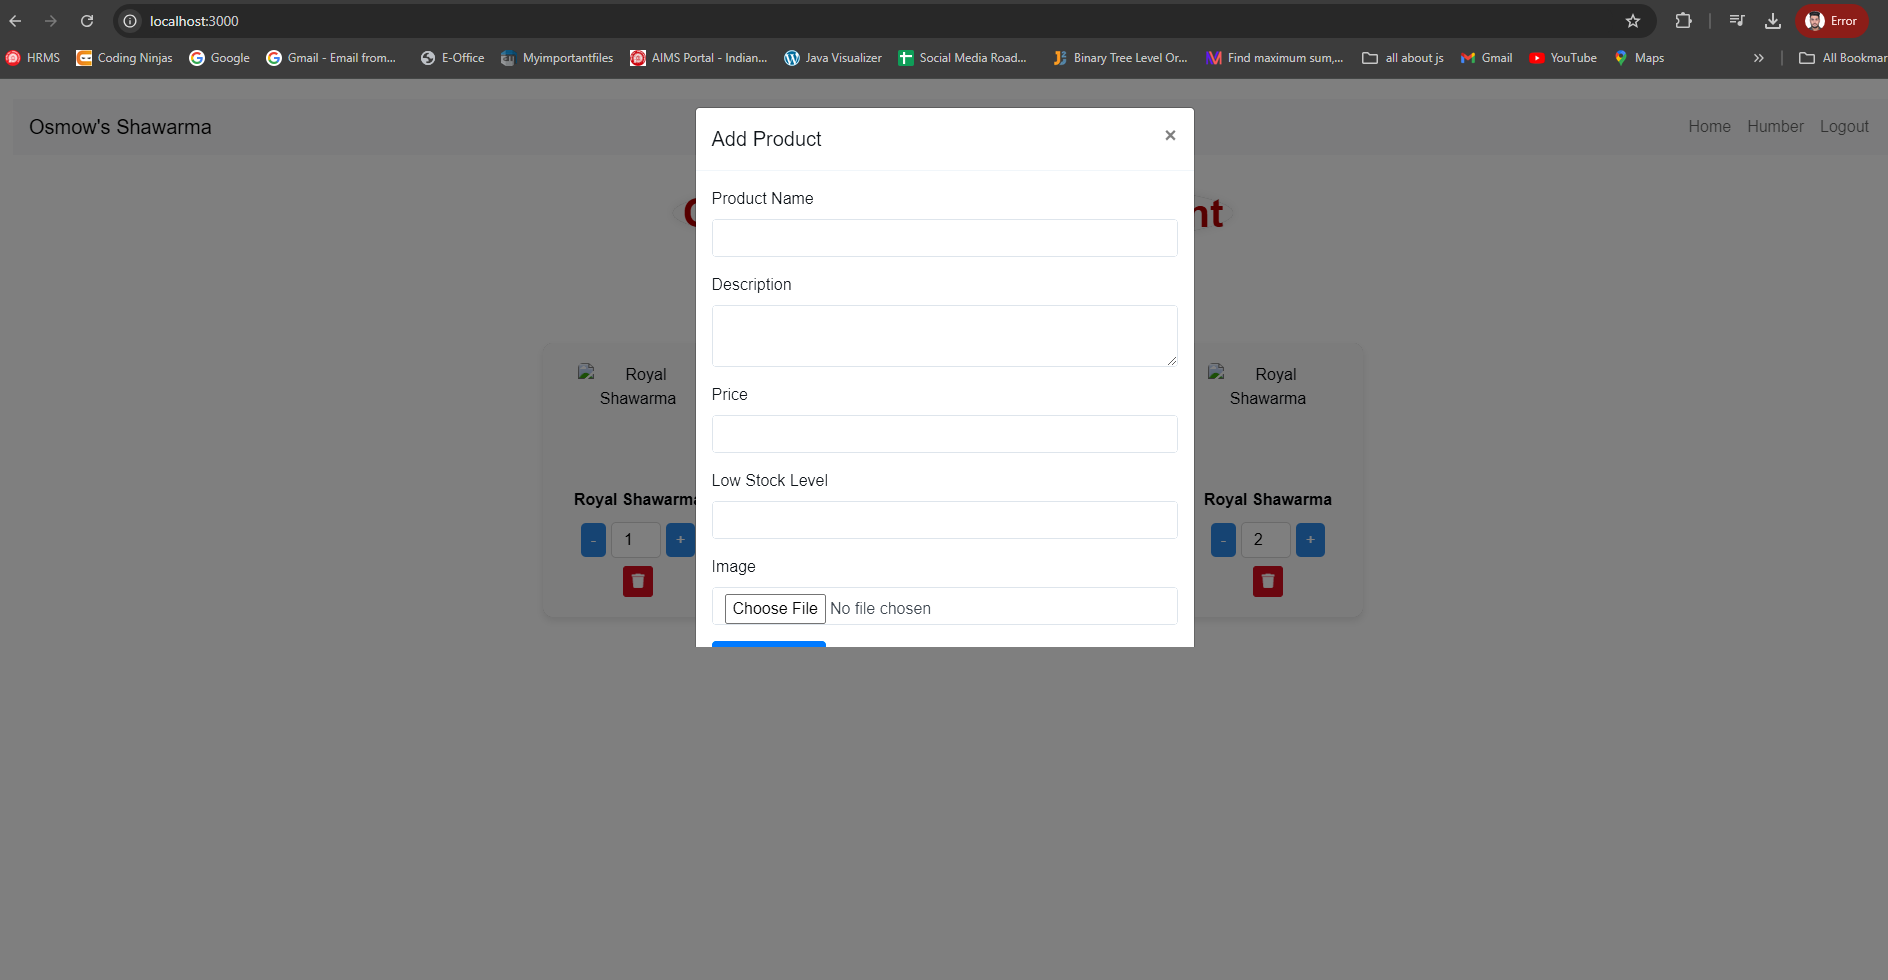 localhost:3000
Error
HRMS
Coding Ninjas
Google
Gmail - Email from...
E-Office
Myimportantfiles
AIMS Portal - Indian...
Java Visualizer
Social Media Road...
Binary Tree Level Or...
Find maximum sum,...
all about js
Gmail
YouTube
Maps
»
All Bookmar
Osmow's Shawarma
Home
Humber
Logout
nt
Add Product
×
Product Name
Description
Price
Low Stock Level
Image
Choose File No file chosen
Royal
Shawarma
Royal Shawarma
- 1 +
Royal
Shawarma
Royal Shawarma
- 2 +